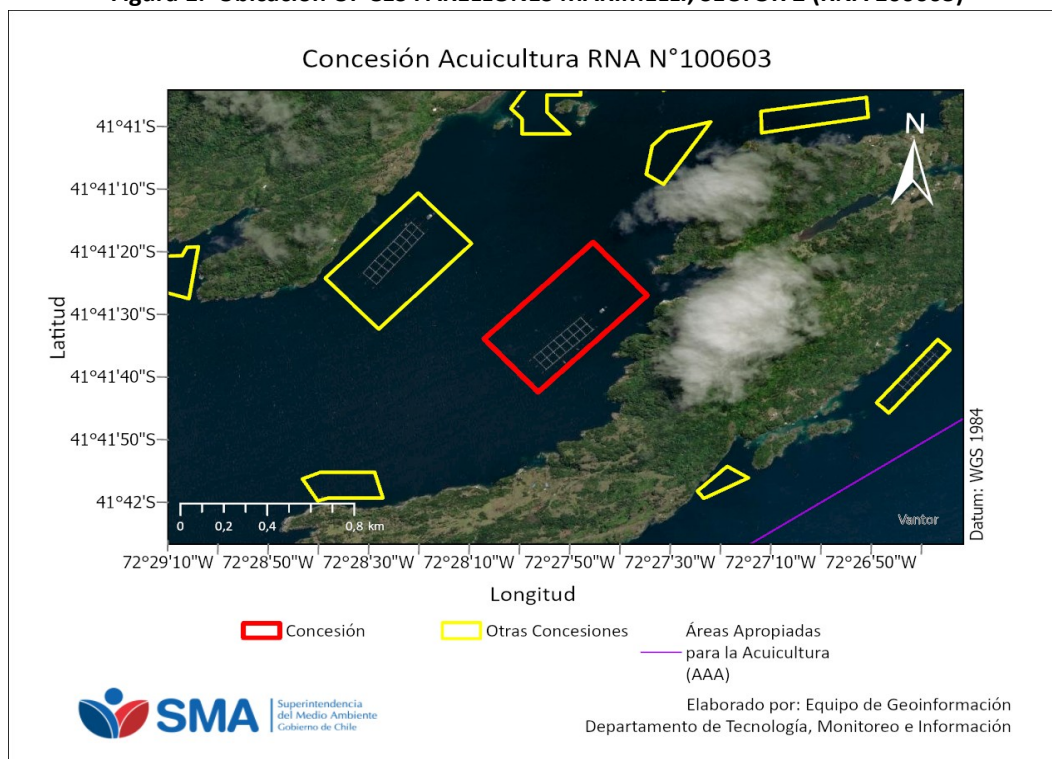 Concesión Acuicultura RNA N°100603
N
41°41'S
41°41'10"S
41°41'20"S
41°41'30"S
41°41'40"S
41°41'50"S
41°42'S
Latitud
0 0,2 0,4 0,8 km
Vantor
Datum: WGS 1984
72°29'10"W 72°28'50"W 72°28'30"W 72°28'10"W 72°27'50"W 72°27'30"W 72°27'10"W 72°26'50"W
Longitud
Concesión
Otras Concesiones
Áreas Apropiadas
para la Acuicultura
(AAA)
SMA
Superintendencia
del Medio Ambiente
Gobierno de Chile
Elaborado por: Equipo de Geoinformación
Departamento de Tecnología, Monitoreo e Información